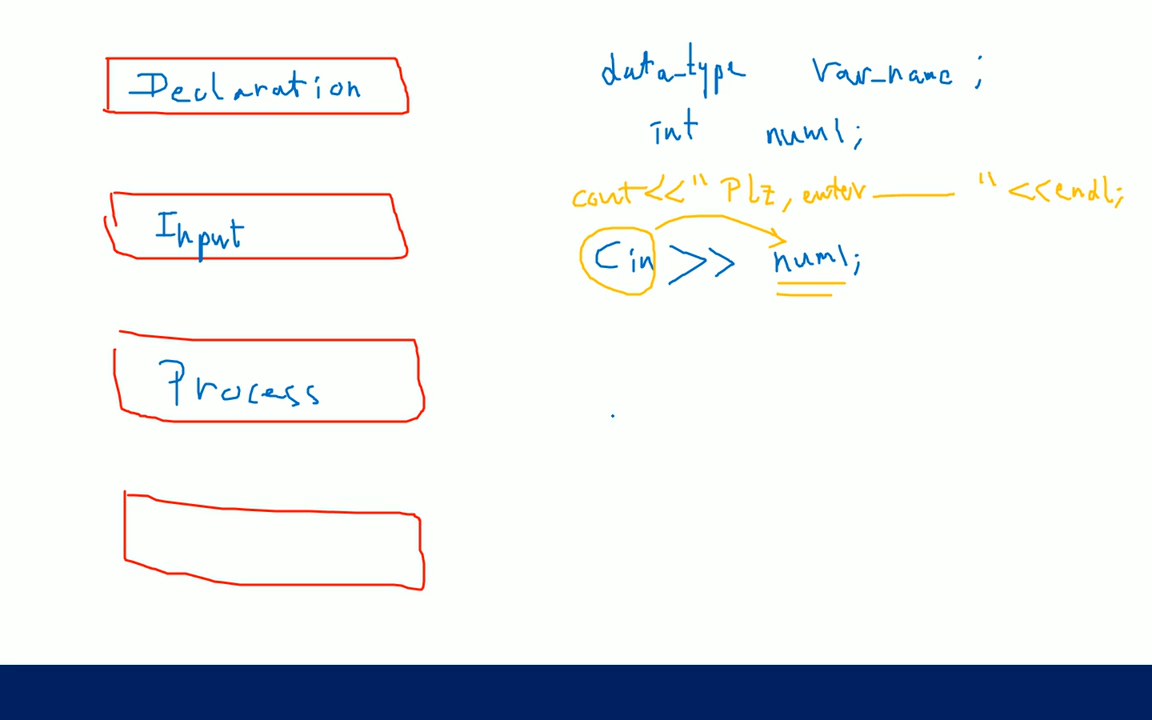 Declaration
data_type var_name ;
int num1;
cout<<" Plz, enter ______ " <<endl;
Input
Cin >> num1;
Process